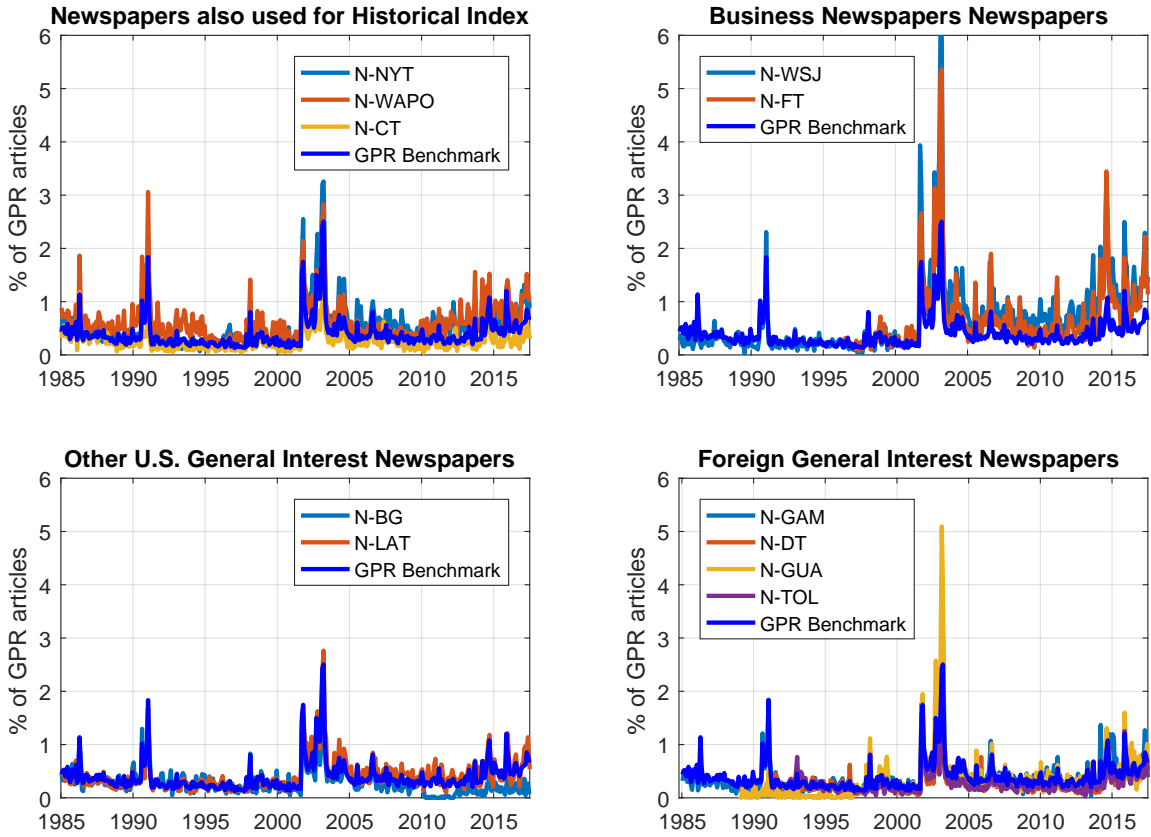 Newspapers also used for Historical Index
% of GPR articles
6
5
4
3
2
1
0
N-NYT
N-WAPO
N-CT
GPR Benchmark
1985 1990 1995 2000 2005 2010 2015
Business Newspapers Newspapers
% of GPR articles
6
5
4
3
2
1
0
N-WSJ
N-FT
GPR Benchmark
1985 1990 1995 2000 2005 2010 2015
Other U.S. General Interest Newspapers
% of GPR articles
6
5
4
3
2
1
0
N-BG
N-LAT
GPR Benchmark
1985 1990 1995 2000 2005 2010 2015
Foreign General Interest Newspapers
% of GPR articles
6
5
4
3
2
1
0
N-GAM
N-DT
N-GUA
N-TOL
GPR Benchmark
1985 1990 1995 2000 2005 2010 2015